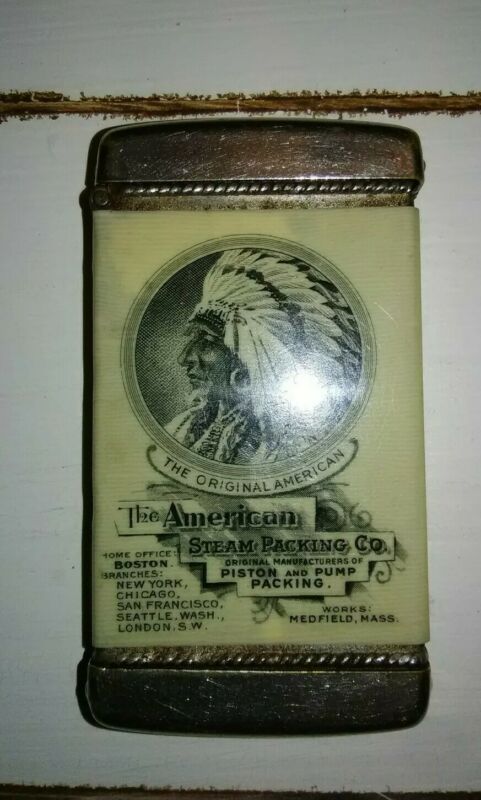 THE ORIGINAL AMERICAN
The American
STEAM PACKING CO.
ORIGINAL MANUFACTURERS OF
PISTON AND PUMP
PACKING.
HOME OFFICE:
BOSTON.
BRANCHES:
NEW YORK,
CHICAGO,
SAN FRANCISCO,
SEATTLE. WASH.,
LONDON. S.W.
WORKS:
MEDFIELD, MASS.